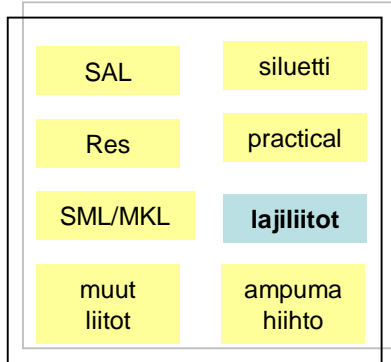 SAL
siluetti
Res
practical
SML/MKL
lajiliitot
muut
liitot
ampuma
hiihto